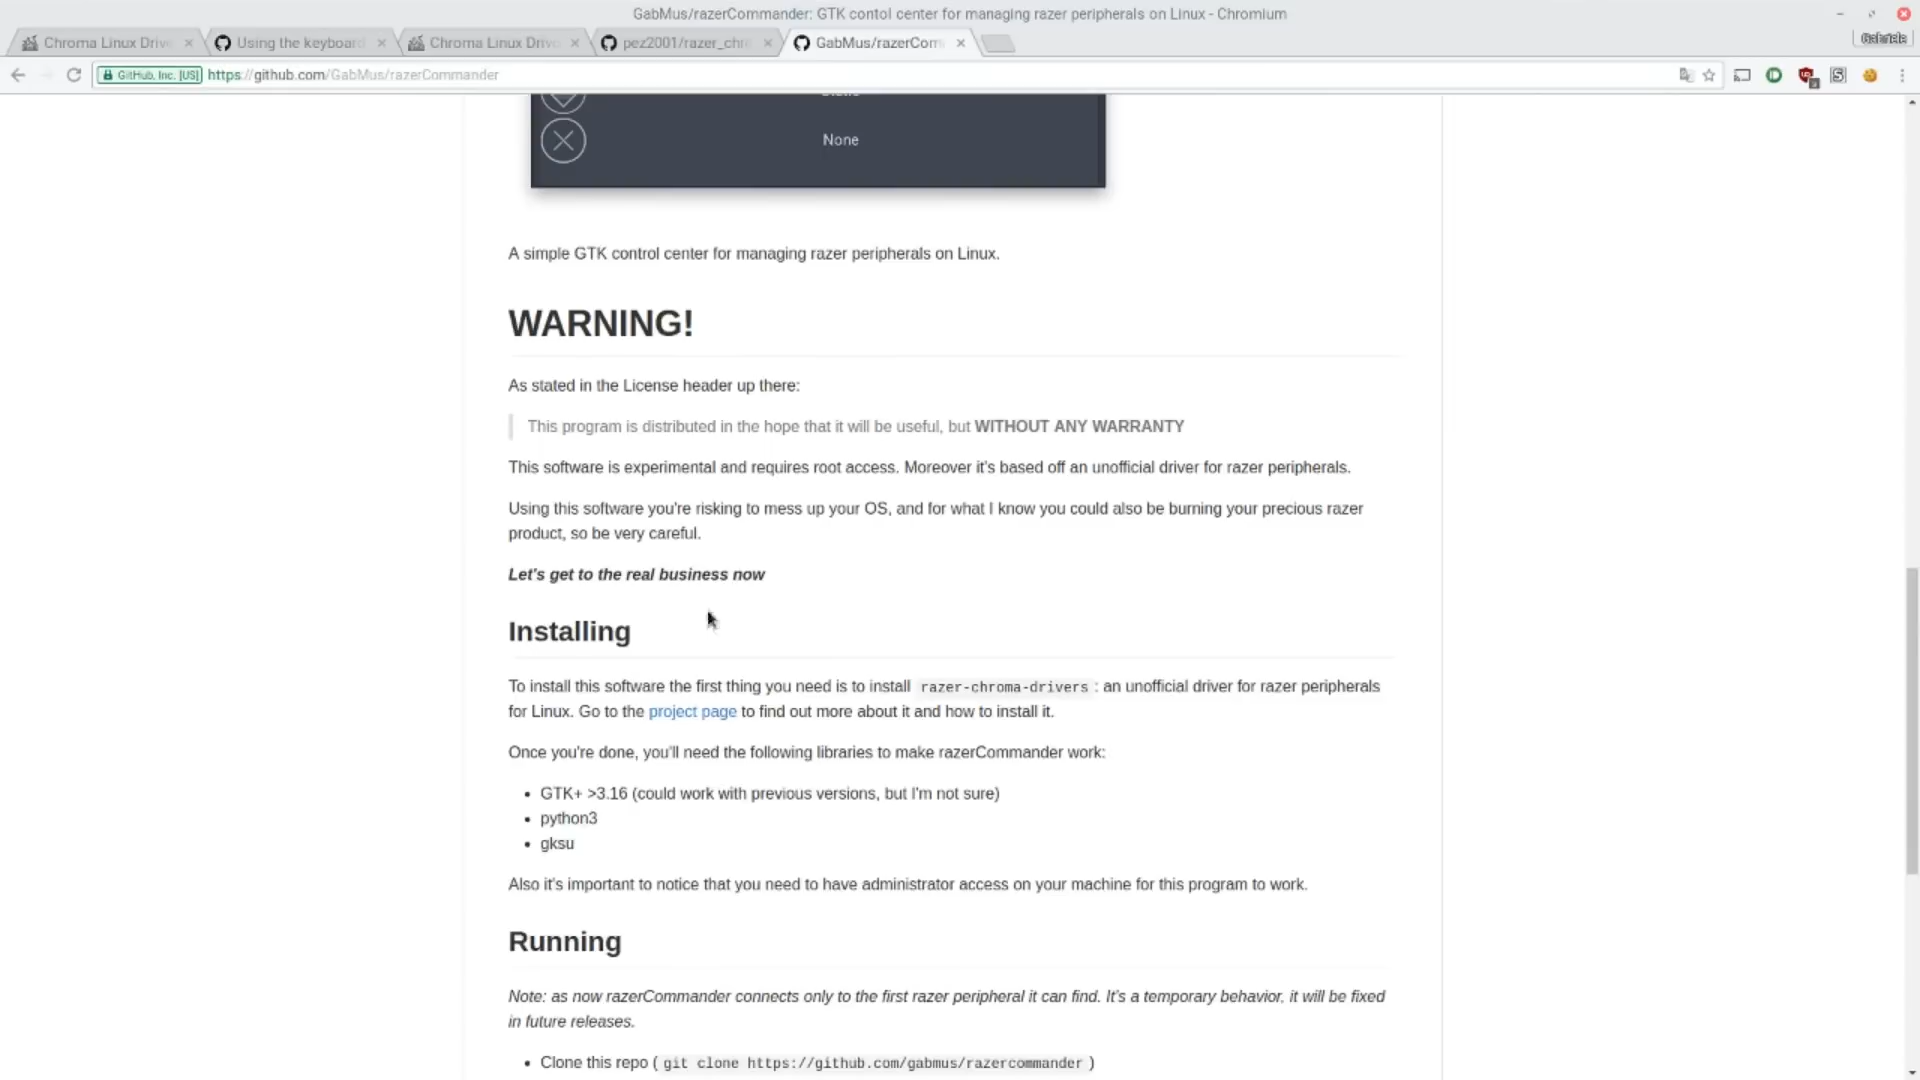 GabMus/razerCommander: GTK contol center for managing razer peripherals on Linux - Chromium
Chroma Linux Drive
Using the keyboard
Chroma Linux Drive
pez2001/razer_chr
GabMus/razerCom
Gabriele
GitHub, Inc. [US] https://github.com/GabMus/razerCommander
None
A simple GTK control center for managing razer peripherals on Linux.
WARNING!
As stated in the License header up there:
This program is distributed in the hope that it will be useful, but WITHOUT ANY WARRANTY
This software is experimental and requires root access. Moreover it's based off an unofficial driver for razer peripherals.
Using this software you're risking to mess up your OS, and for what I know you could also be burning your precious razer
product, so be very careful.
Let's get to the real business now
Installing
To install this software the first thing you need is to install razer-chroma-drivers : an unofficial driver for razer peripherals
for Linux. Go to the project page to find out more about it and how to install it.
Once you're done, you'll need the following libraries to make razerCommander work:
• GTK+ >3.16 (could work with previous versions, but I'm not sure)
• python3
• gksu
Also it's important to notice that you need to have administrator access on your machine for this program to work.
Running
Note: as now razerCommander connects only to the first razer peripheral it can find. It's a temporary behavior, it will be fixed
in future releases.
• Clone this repo ( git clone https://github.com/gabmus/razercommander )